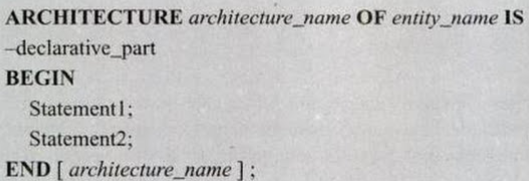 ARCHITECTURE architecture_name OF entity_name IS
–declarative_part
BEGIN
Statement1;
Statement2;
END [ architecture_name ] ;